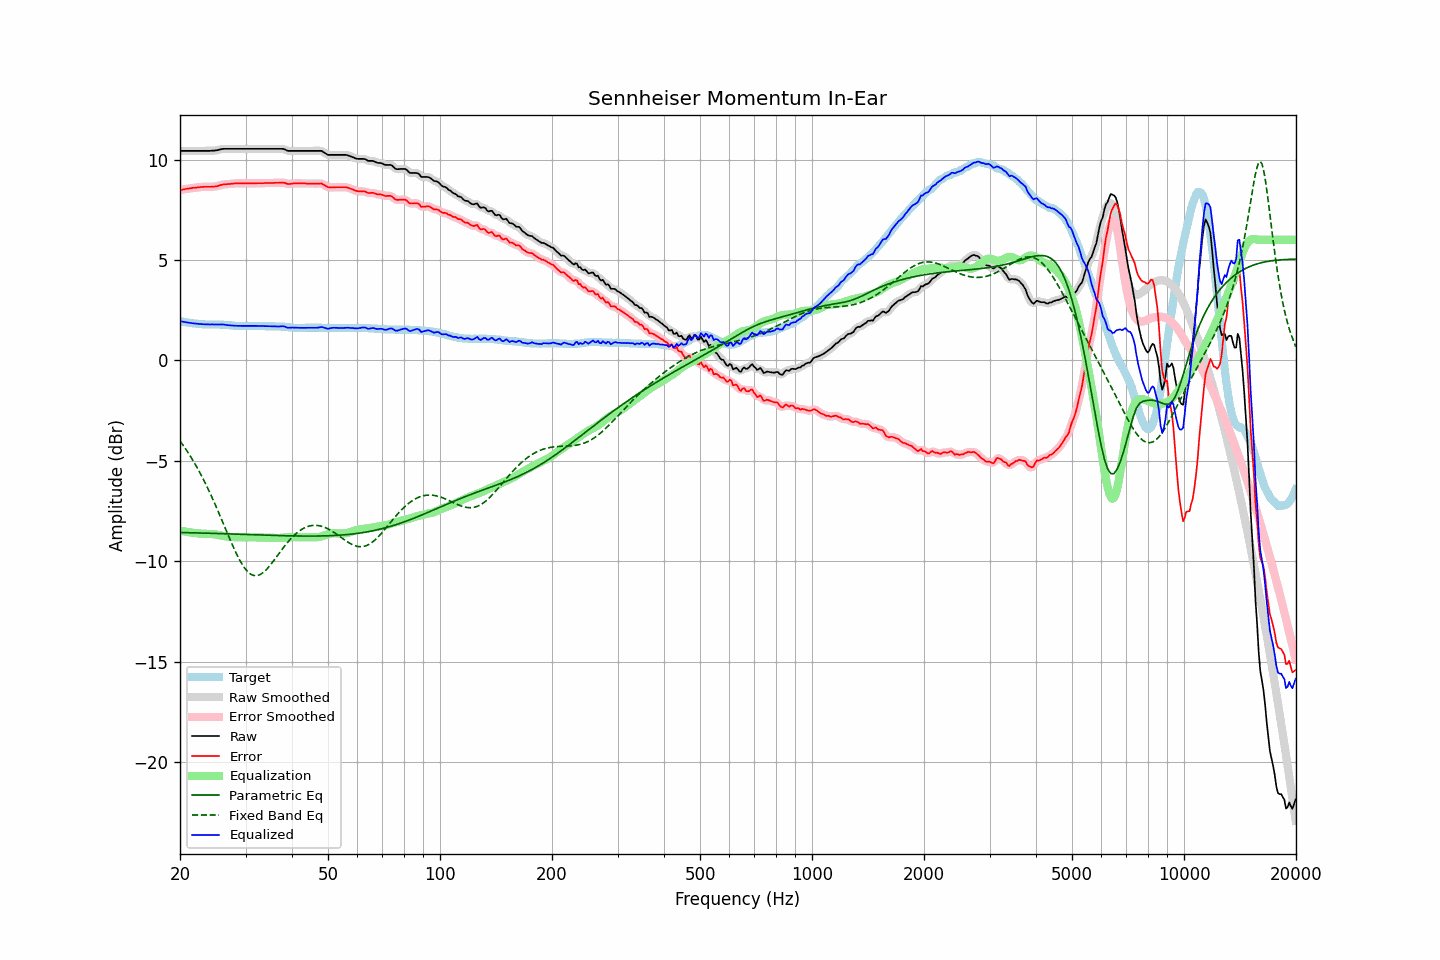 Sennheiser Momentum In-Ear
Amplitude (dBr)
10
5
0
−5
−10
−15
−20
Target
Raw Smoothed
Error Smoothed
Raw
Error
Equalization
Parametric Eq
Fixed Band Eq
Equalized
20 50 100 200 500 1000 2000 5000 10000 20000
Frequency (Hz)